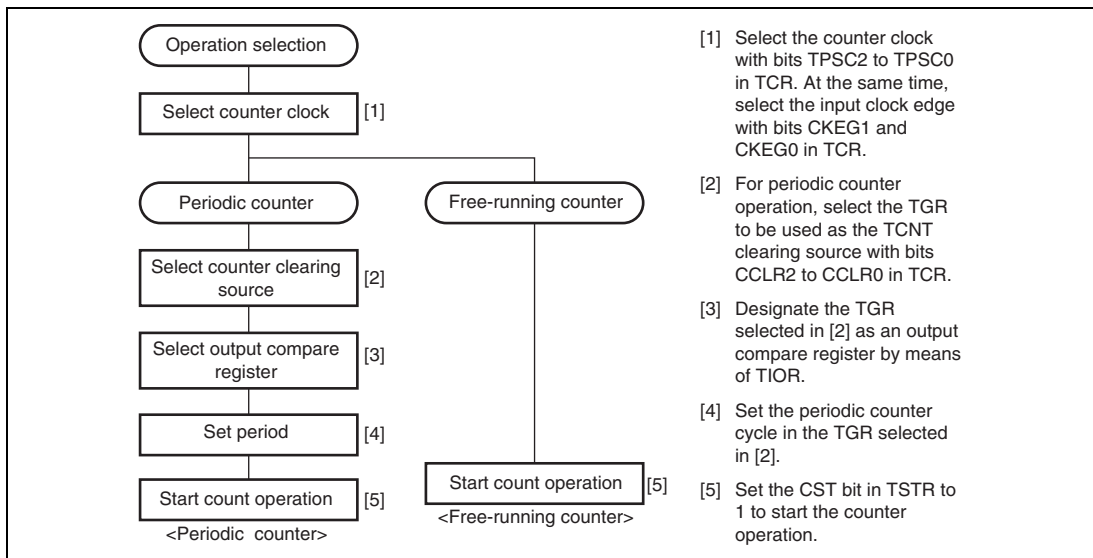 Operation selection
Select counter clock
[1]
Periodic counter
Free-running counter
Select counter clearing
source
[2]
Select output compare
register
[3]
Set period
[4]
Start count operation
[5]
<Periodic counter>
Start count operation
[5]
<Free-running counter>
[1] Select the counter clock
with bits TPSC2 to TPSC0
in TCR. At the same time,
select the input clock edge
with bits CKEG1 and
CKEG0 in TCR.
[2] For periodic counter
operation, select the TGR
to be used as the TCNT
clearing source with bits
CCLR2 to CCLR0 in TCR.
[3] Designate the TGR
selected in [2] as an output
compare register by means
of TIOR.
[4] Set the periodic counter
cycle in the TGR selected
in [2].
[5] Set the CST bit in TSTR to
1 to start the counter
operation.